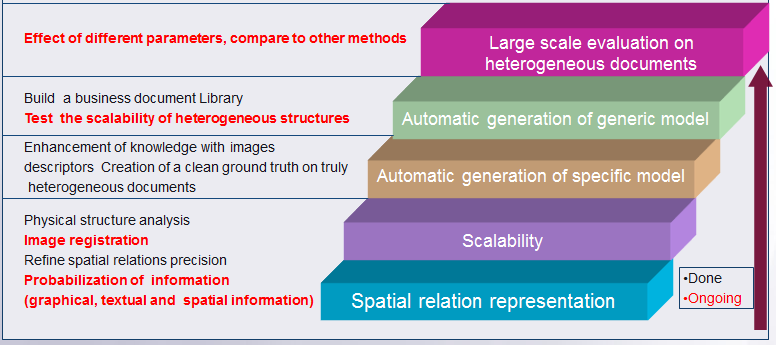 Effect of different parameters, compare to other methods
Large scale evaluation on
heterogeneous documents
Build a business document Library
Test the scalability of heterogeneous structures
Automatic generation of generic model
Enhancement of knowledge with images
descriptors Creation of a clean ground truth on truly
heterogeneous documents
Automatic generation of specific model
Physical structure analysis
Image registration
Refine spatial relations precision
Probabilization of information
(graphical, textual and spatial information)
Scalability
Spatial relation representation
•Done
•Ongoing